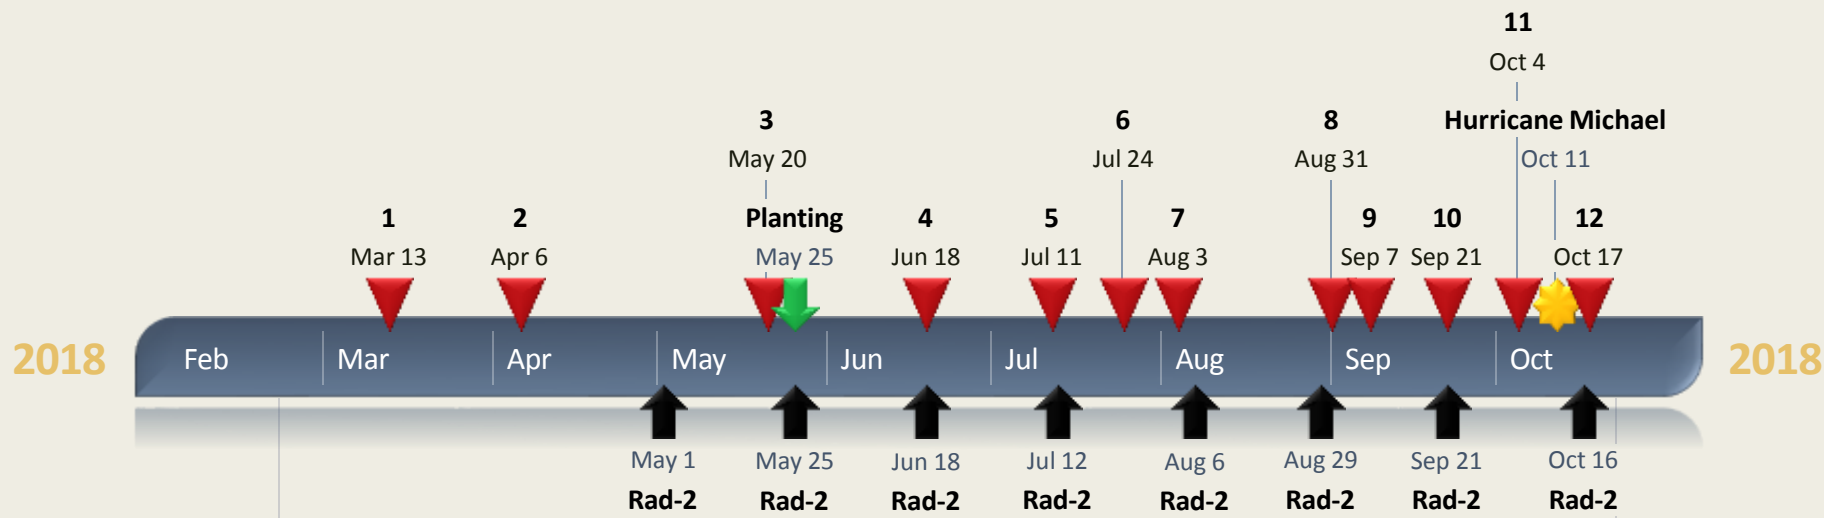 11
Oct 4
3
6
8
Hurricane Michael
May 20
Jul 24
Aug 31
Oct 11
1
2
Planting
4
5
7
9
10
12
Mar 13
Apr 6
May 25
Jun 18
Jul 11
Aug 3
Sep 7
Sep 21
Oct 17
2018
Feb
Mar
Apr
May
Jun
Jul
Aug
Sep
Oct
2018
May 1
May 25
Jun 18
Jul 12
Aug 6
Aug 29
Sep 21
Oct 16
Rad-2
Rad-2
Rad-2
Rad-2
Rad-2
Rad-2
Rad-2
Rad-2